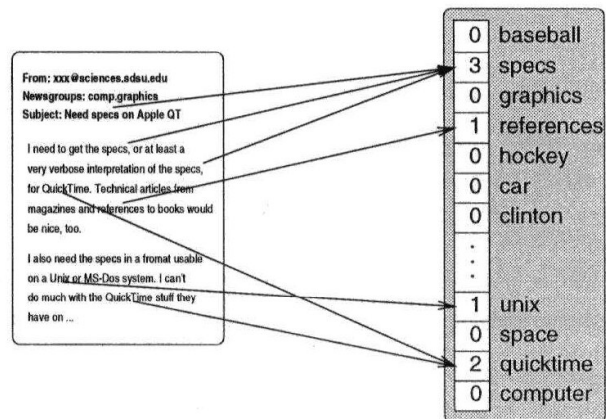 From: xxx@sciences.sdsu.edu
Newsgroups: comp.graphics
Subject: Need specs on Apple QT
I need to get the specs, or at least a
very verbose interpretation of the specs,
for QuickTime. Technical articles from
magazines and references to books would
be nice, too.
I also need the specs in a fromat usable
on a Unix or MS-Dos system. I can't
do much with the QuickTime stuff they
have on ...
0 baseball
3 specs
0 graphics
1 references
0 hockey
0 car
0 clinton
1 unix
0 space
2 quicktime
0 computer